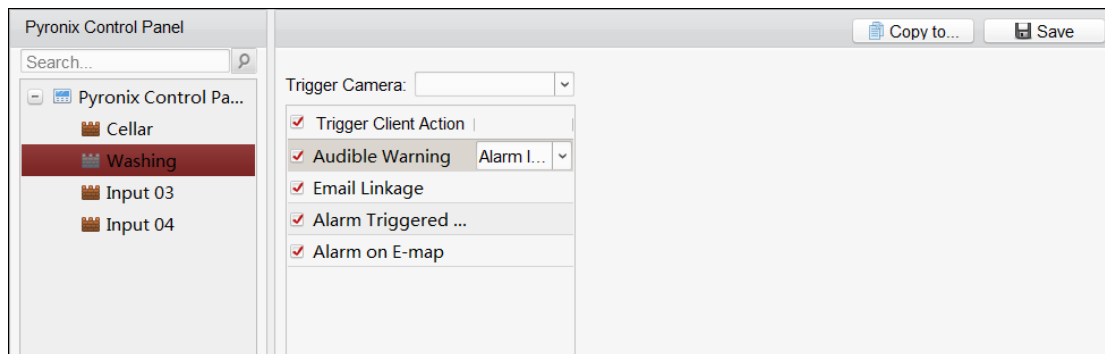 Pyronix Control Panel
Copy to...
Save
Search...
Trigger Camera:
Pyronix Control Pa...
Trigger Client Action
Cellar
Audible Warning
Alarm I...
Washing
Email Linkage
Input 03
Alarm Triggered ...
Input 04
Alarm on E-map